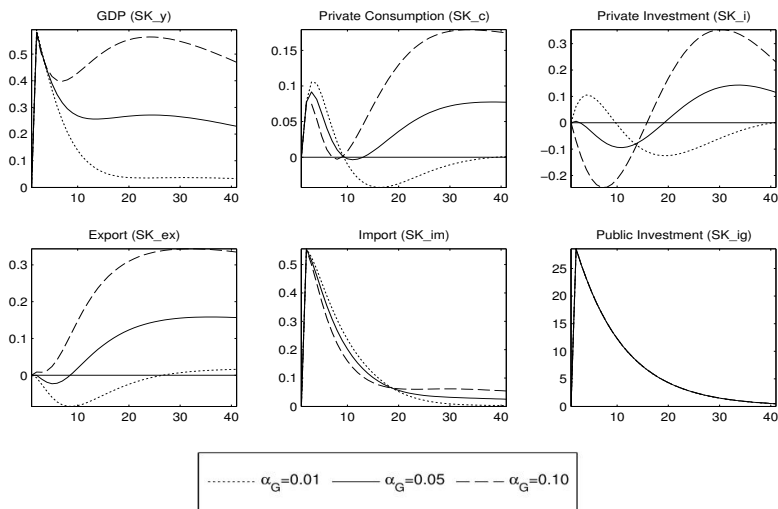 GDP (SK_y)
0.6
0.5
0.4
0.3
0.2
0.1
0
10 20 30 40
Private Consumption (SK_c)
0.15
0.1
0.05
0
10 20 30 40
Private Investment (SK_i)
0.3
0.2
0.1
0
−0.1
−0.2
10 20 30 40
Export (SK_ex)
0.3
0.2
0.1
0
10 20 30 40
Import (SK_im)
0.5
0.4
0.3
0.2
0.1
0
10 20 30 40
Public Investment (SK_ig)
25
20
15
10
5
0
10 20 30 40
α_G=0.01 α_G=0.05 α_G=0.10